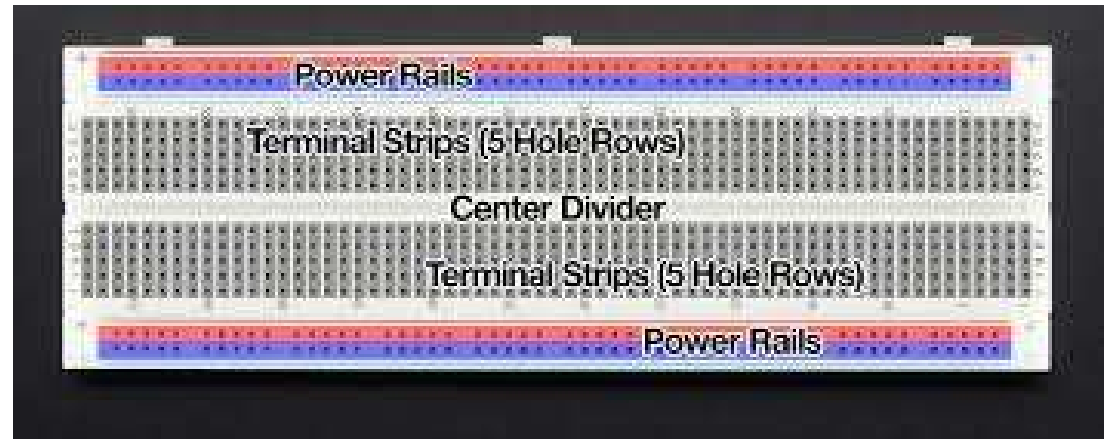 Power Rails
Terminal Strips (5 Hole Rows)
Center Divider
Terminal Strips (5 Hole Rows)
Power Rails